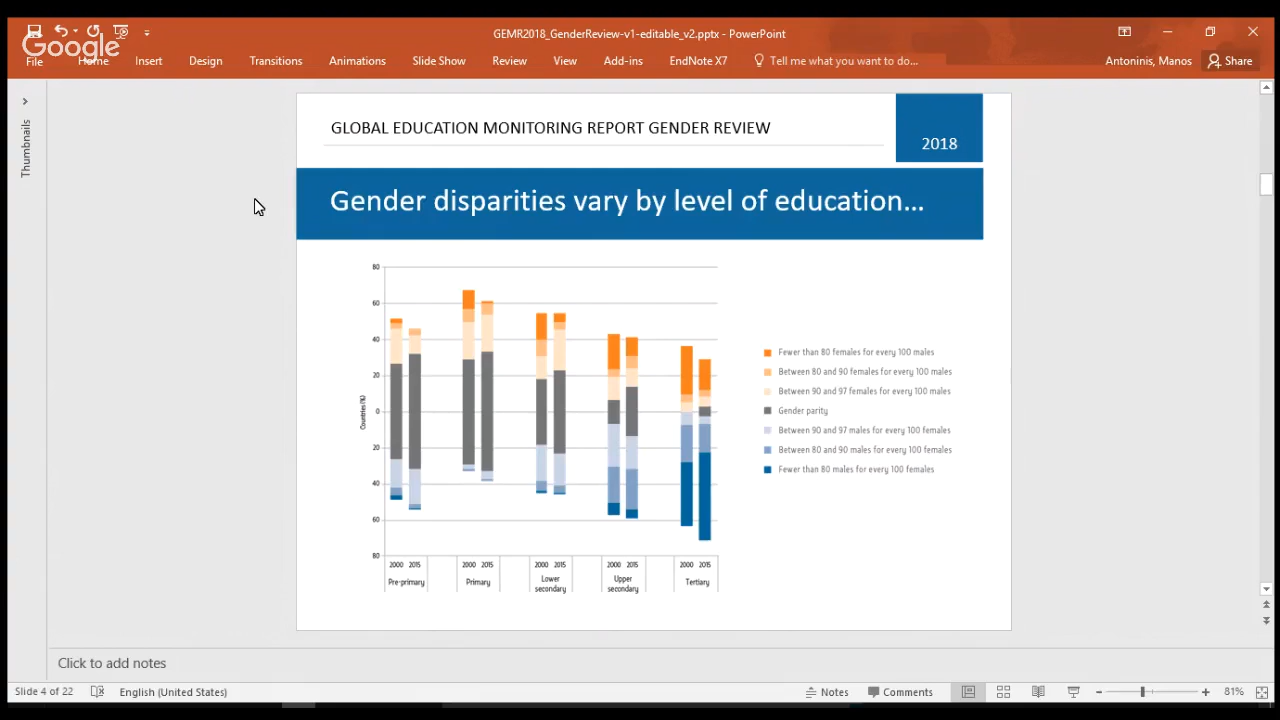 GEMR2018_GenderReview-v1-editable_v2.pptx - PowerPoint
Google
File Home Insert Design Transitions Animations Slide Show Review View Add-ins EndNote X7 Tell me what you want to do... Antoninis, Manos Share
Thumbnails
GLOBAL EDUCATION MONITORING REPORT GENDER REVIEW
2018
Gender disparities vary by level of education...
80
60
40
20
0
20
40
60
80
Countries (%)
2000 2015 2000 2015 2000 2015 2000 2015 2000 2015
Pre-primary Primary Lower secondary Upper secondary Tertiary
Fewer than 80 females for every 100 males
Between 80 and 90 females for every 100 males
Between 90 and 97 females for every 100 males
Gender parity
Between 90 and 97 males for every 100 females
Between 80 and 90 males for every 100 females
Fewer than 80 males for every 100 females
Click to add notes
Slide 4 of 22 English (United States) Notes Comments 81%